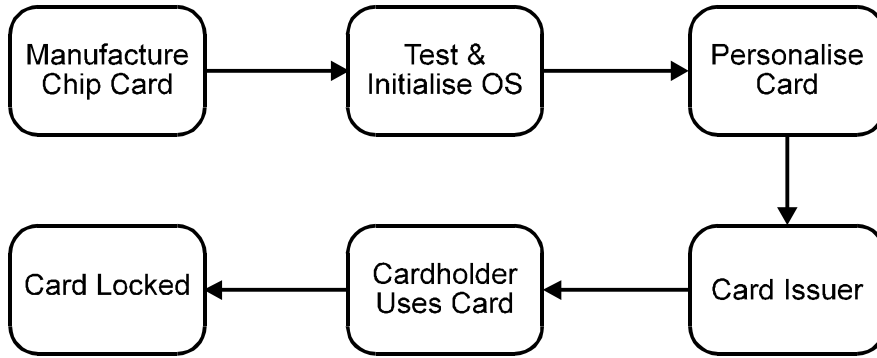 Manufacture
Chip Card
Test &
Initialise OS
Personalise
Card
Card Locked
Cardholder
Uses Card
Card Issuer